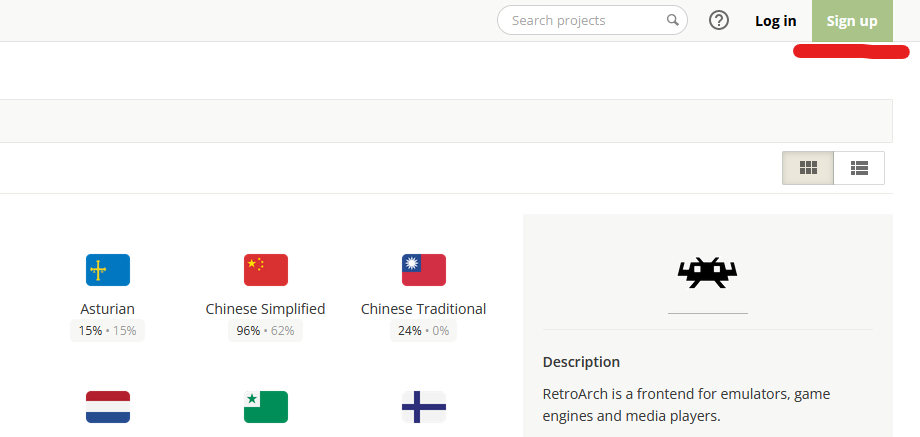 Search projects
?
Log in
Sign up
Asturian
Chinese Simplified
Chinese Traditional
15% • 15%
96% • 62%
24% • 0%
Description
RetroArch is a frontend for emulators, game
engines and media players.